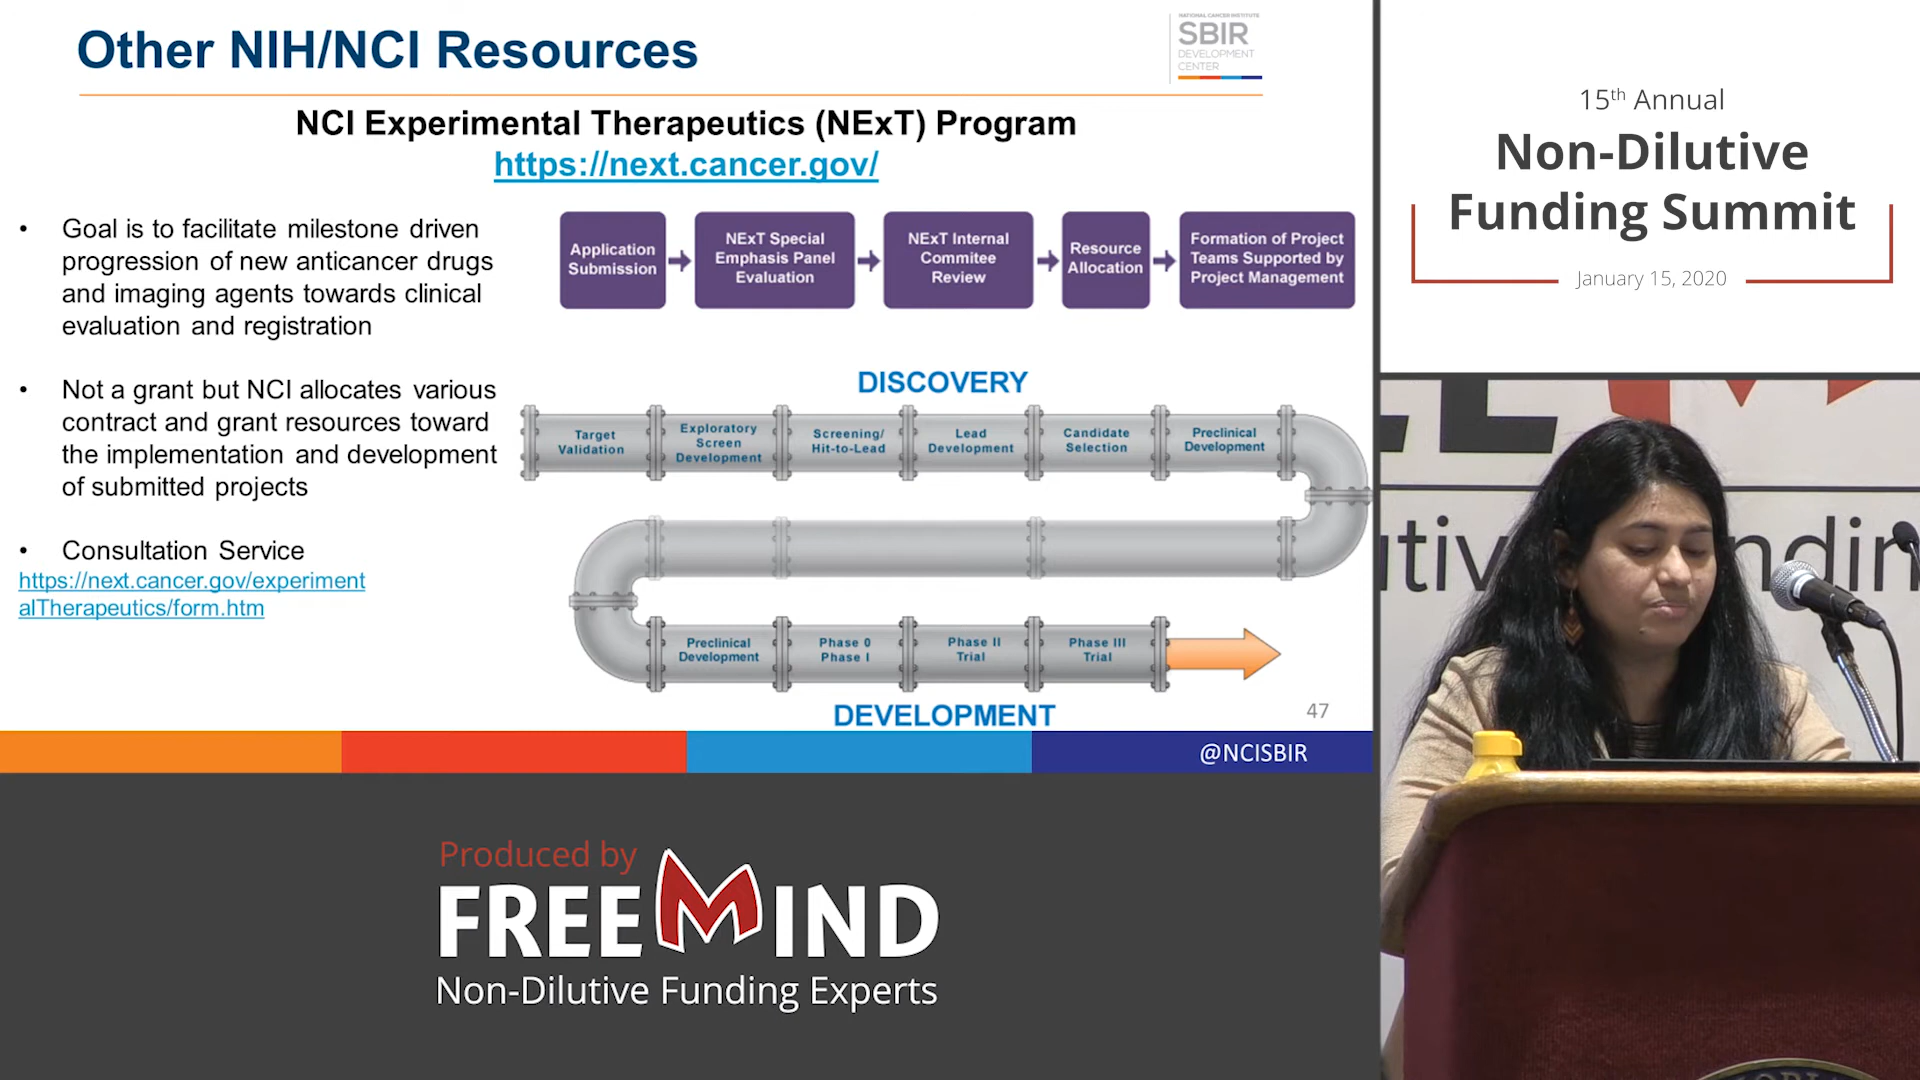 Other NIH/NCI Resources
NATIONAL CANCER INSTITUTE
SBIR
DEVELOPMENT
CENTER
NCI Experimental Therapeutics (NExT) Program
https://next.cancer.gov/
• Goal is to facilitate milestone driven
progression of new anticancer drugs
and imaging agents towards clinical
evaluation and registration
• Not a grant but NCI allocates various
contract and grant resources toward
the implementation and development
of submitted projects
• Consultation Service
https://next.cancer.gov/experiment
alTherapeutics/form.htm
Application
Submission
NExT Special
Emphasis Panel
Evaluation
NExT Internal
Commitee
Review
Resource
Allocation
Formation of Project
Teams Supported by
Project Management
DISCOVERY
Target
Validation
Exploratory
Screen
Development
Screening/
Hit-to-Lead
Lead
Development
Candidate
Selection
Preclinical
Development
Preclinical
Development
Phase 0
Phase I
Phase II
Trial
Phase III
Trial
DEVELOPMENT
47
@NCISBIR
Produced by
FREEMIND
Non-Dilutive Funding Experts
15th Annual
Non-Dilutive
Funding Summit
January 15, 2020